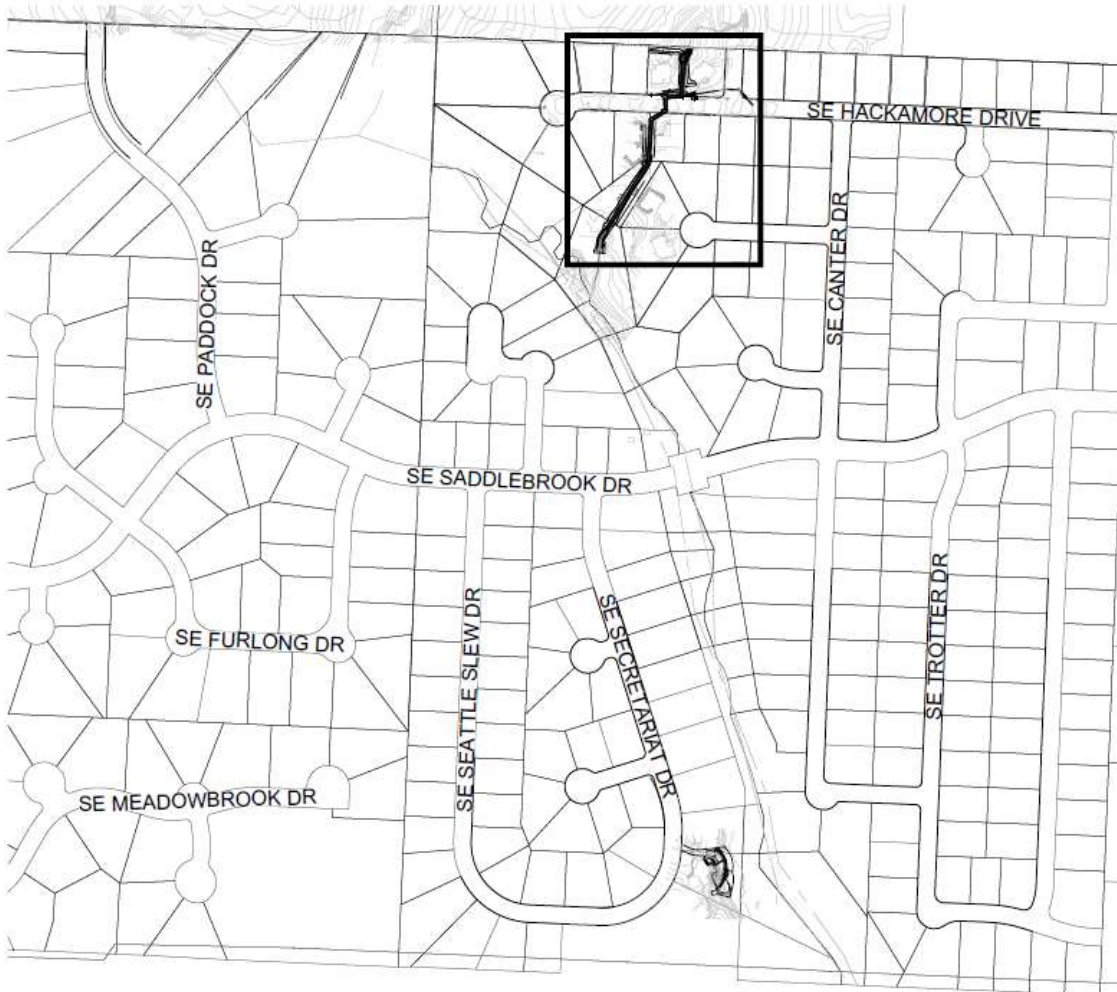 SE HACKAMORE DRIVE
SE CANTER DR
SE PADDOCK DR
SE SADDLEBROOK DR
SE FURLONG DR
SE SEATTLE SLEW DR
SE SECRETARIAT DR
SE TROTTER DR
SE MEADOWBROOK DR